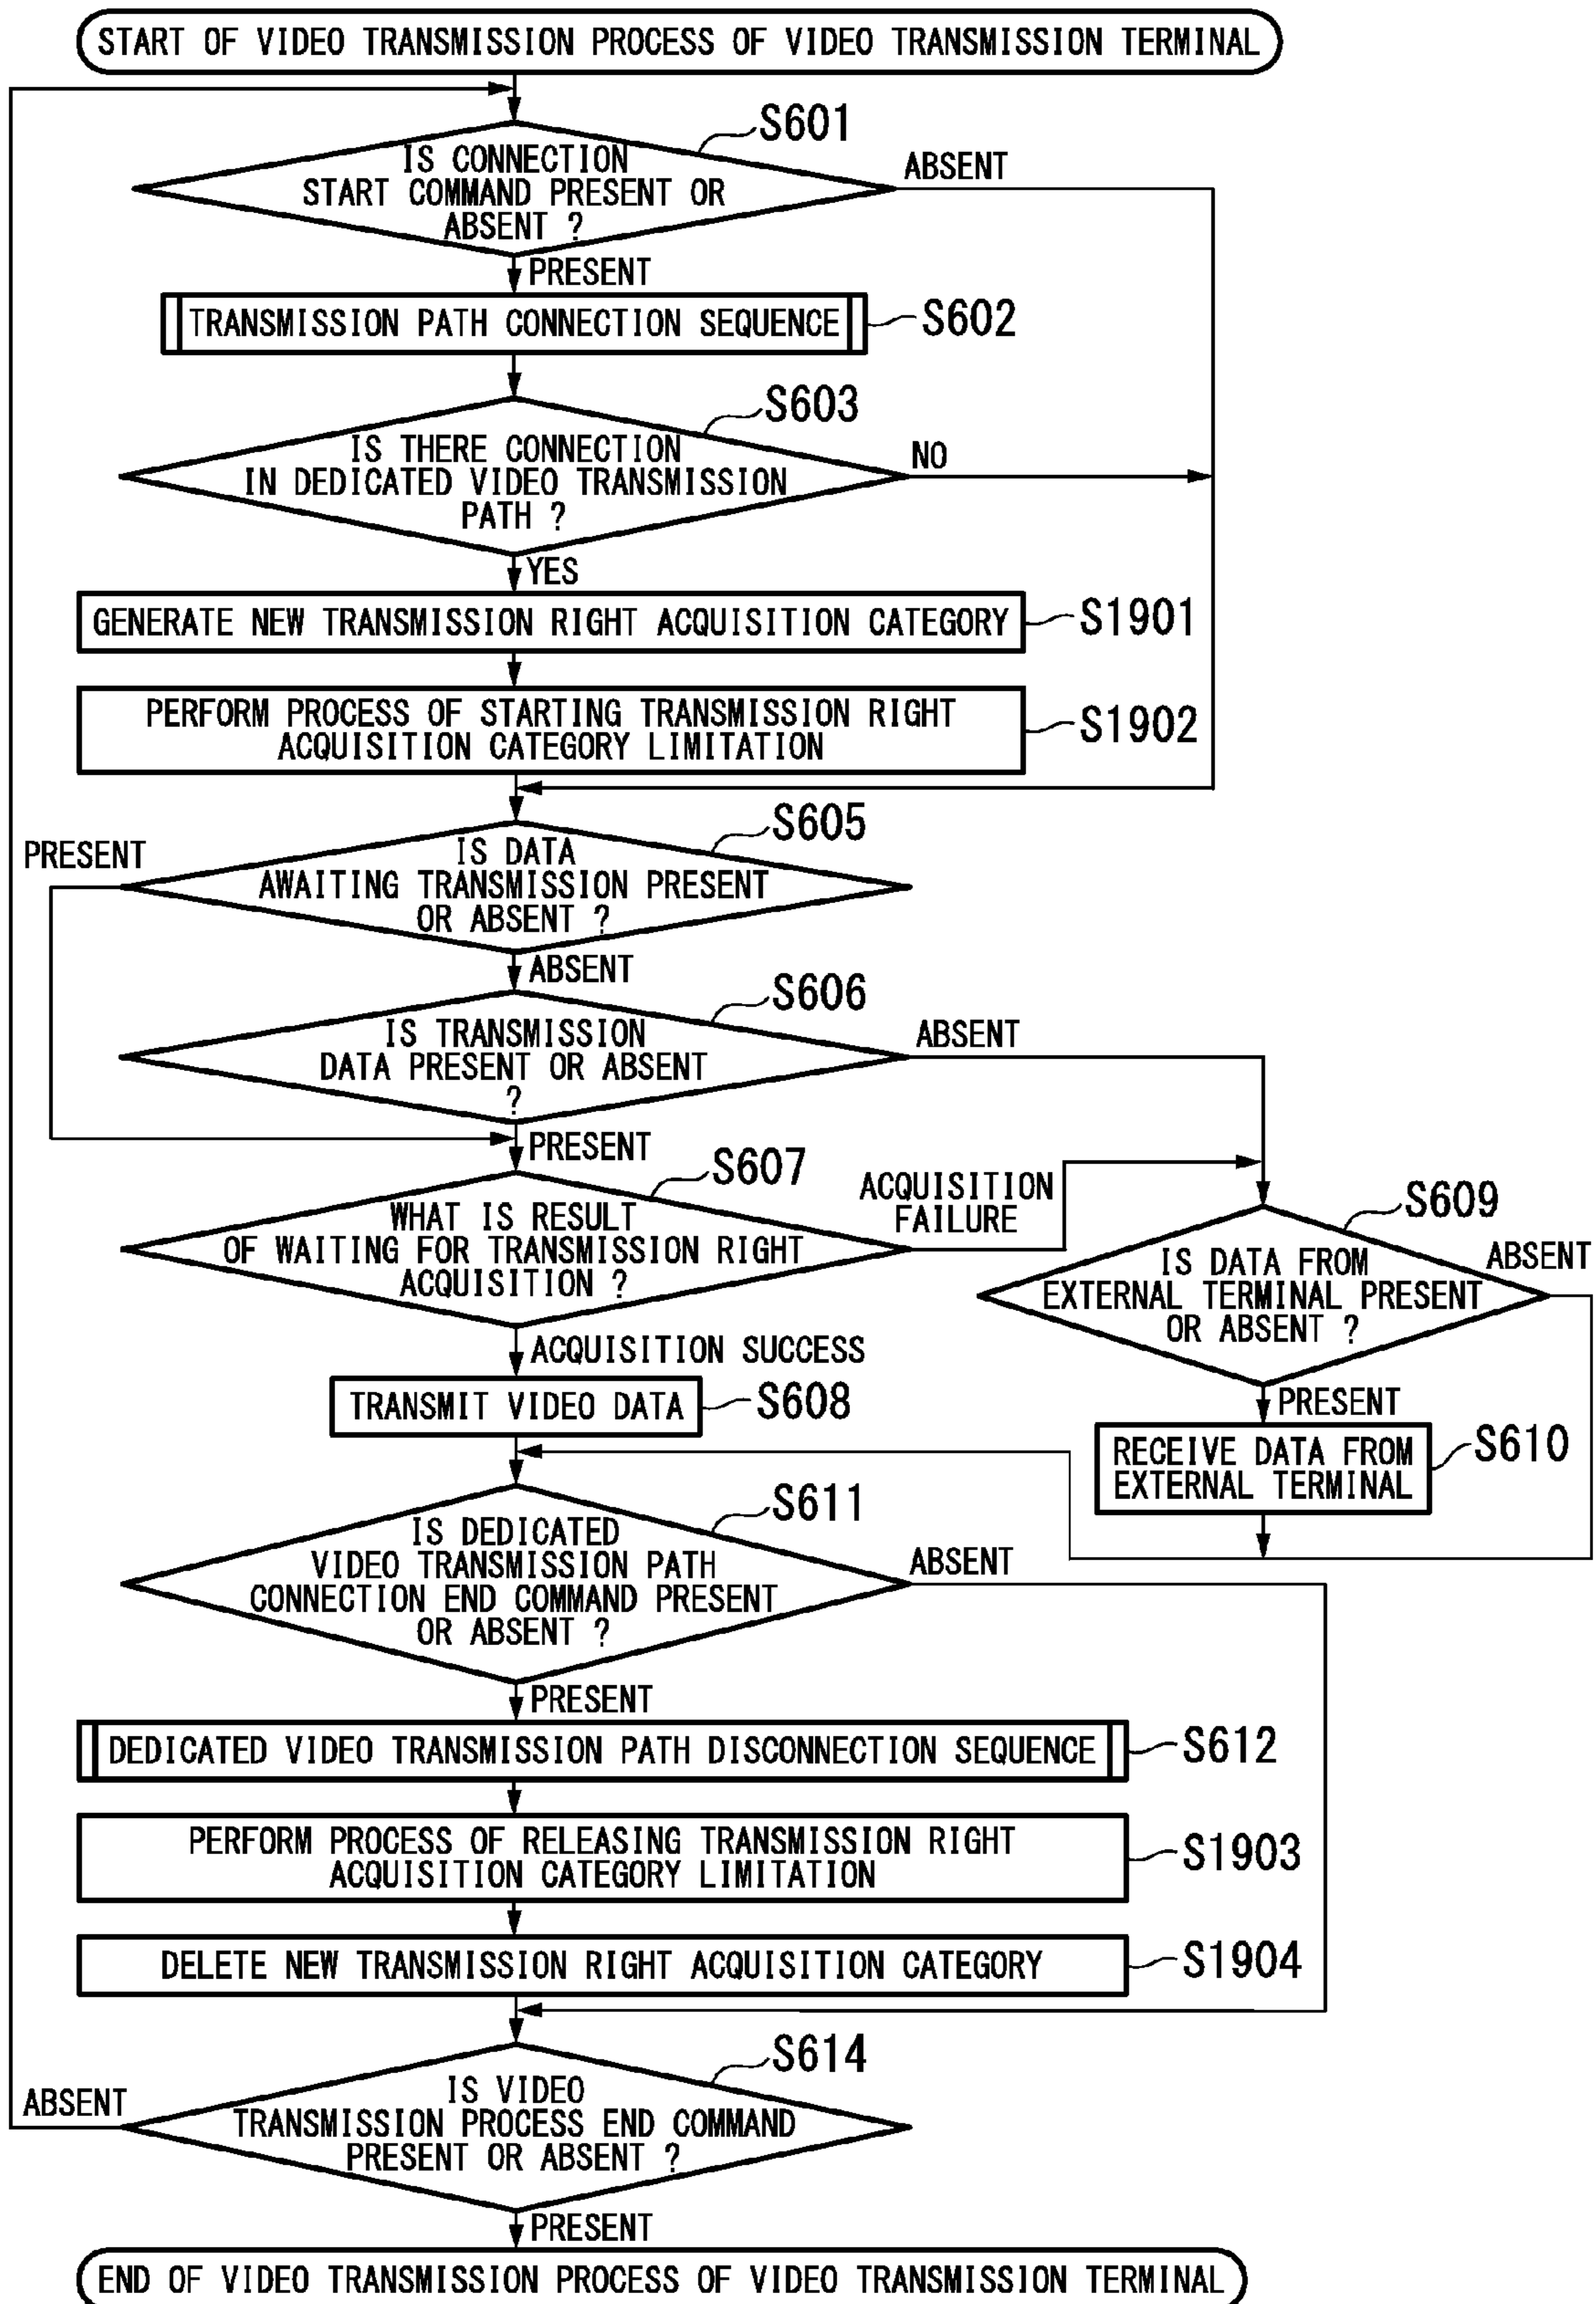 START OF VIDEO TRANSMISSION PROCESS OF VIDEO TRANSMISSION TERMINAL
S601
IS CONNECTION
START COMMAND PRESENT OR
ABSENT ?
ABSENT
PRESENT
TRANSMISSION PATH CONNECTION SEQUENCE
S602
S603
IS THERE CONNECTION
IN DEDICATED VIDEO TRANSMISSION
PATH ?
NO
YES
GENERATE NEW TRANSMISSION RIGHT ACQUISITION CATEGORY
S1901
PERFORM PROCESS OF STARTING TRANSMISSION RIGHT
ACQUISITION CATEGORY LIMITATION
S1902
S605
PRESENT
IS DATA
AWAITING TRANSMISSION PRESENT
OR ABSENT ?
ABSENT
S606
IS TRANSMISSION
DATA PRESENT OR ABSENT
?
ABSENT
PRESENT
S607
WHAT IS RESULT
OF WAITING FOR TRANSMISSION RIGHT
ACQUISITION ?
ACQUISITION
FAILURE
S609
IS DATA FROM
EXTERNAL TERMINAL PRESENT
OR ABSENT ?
ABSENT
ACQUISITION SUCCESS
TRANSMIT VIDEO DATA
S608
PRESENT
RECEIVE DATA FROM
EXTERNAL TERMINAL
S610
S611
IS DEDICATED
VIDEO TRANSMISSION PATH
CONNECTION END COMMAND PRESENT
OR ABSENT ?
ABSENT
PRESENT
DEDICATED VIDEO TRANSMISSION PATH DISCONNECTION SEQUENCE
S612
PERFORM PROCESS OF RELEASING TRANSMISSION RIGHT
ACQUISITION CATEGORY LIMITATION
S1903
DELETE NEW TRANSMISSION RIGHT ACQUISITION CATEGORY
S1904
S614
ABSENT
IS VIDEO
TRANSMISSION PROCESS END COMMAND
PRESENT OR ABSENT ?
PRESENT
END OF VIDEO TRANSMISSION PROCESS OF VIDEO TRANSMISSION TERMINAL